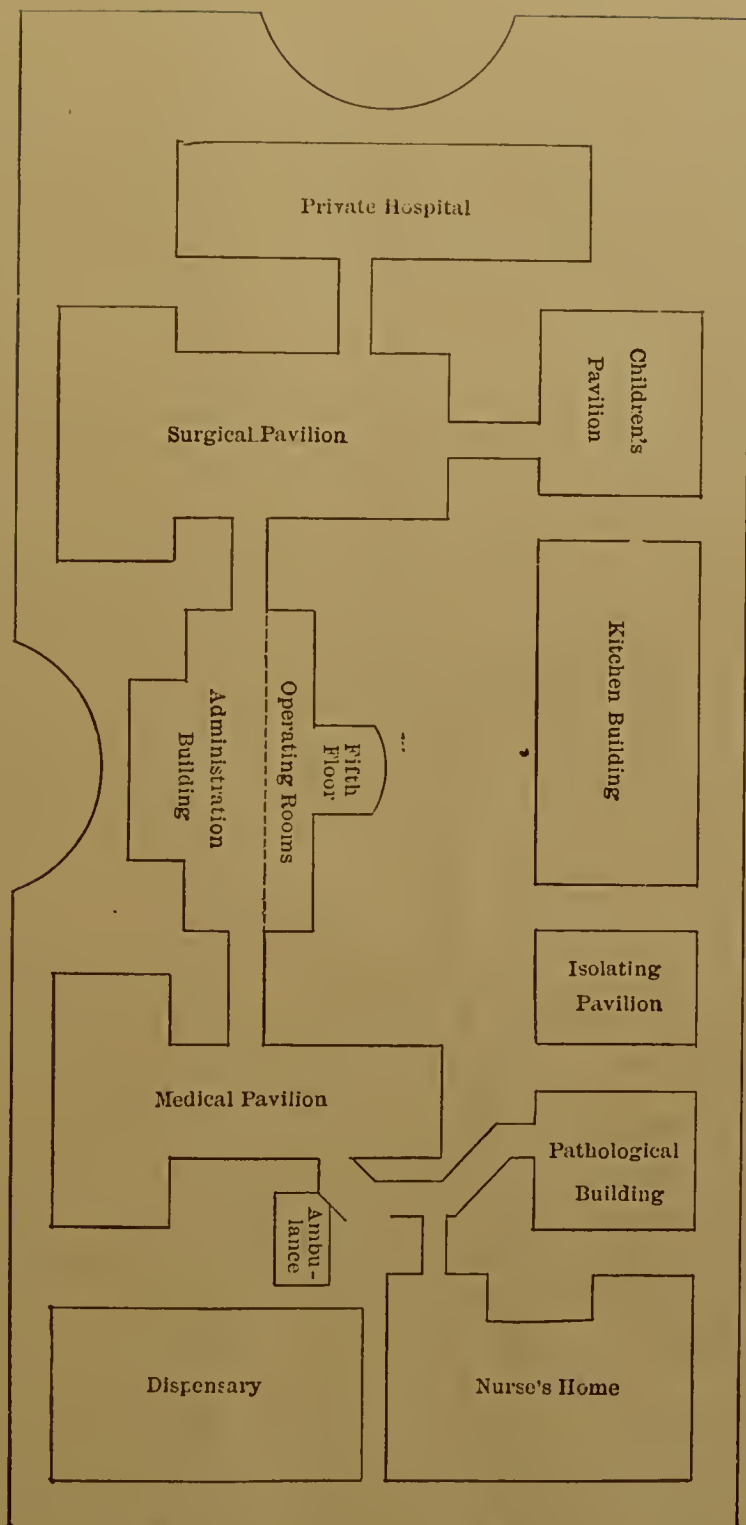 Private Hospital
Children's
Pavilion
Surgical Pavilion
Kitchen Building
Operating Rooms
Fifth
Floor
Administration
Building
Isolating
Pavilion
Medical Pavilion
Pathological
Building
Ambu-
lance
Dispensary
Nurse's Home